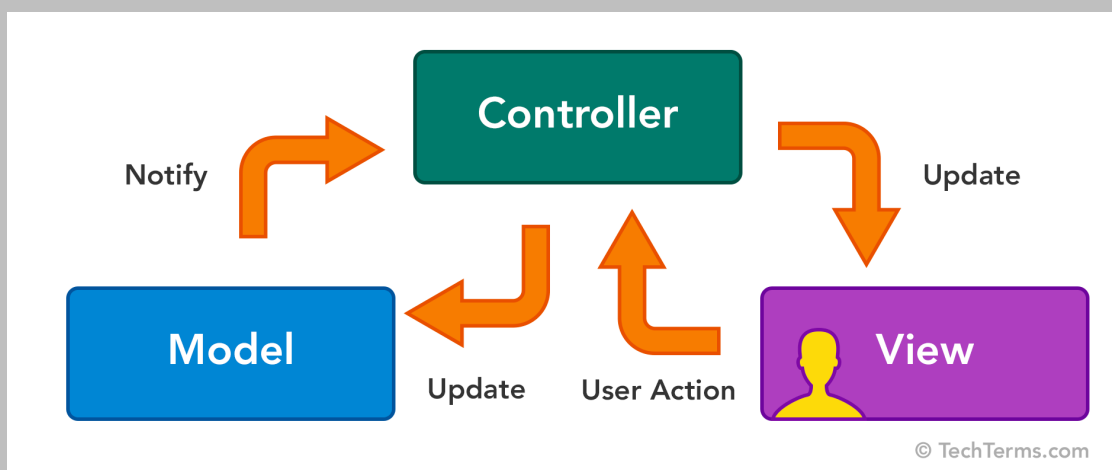 Controller
Notify
Update
Model
View
Update
User Action
© TechTerms.com